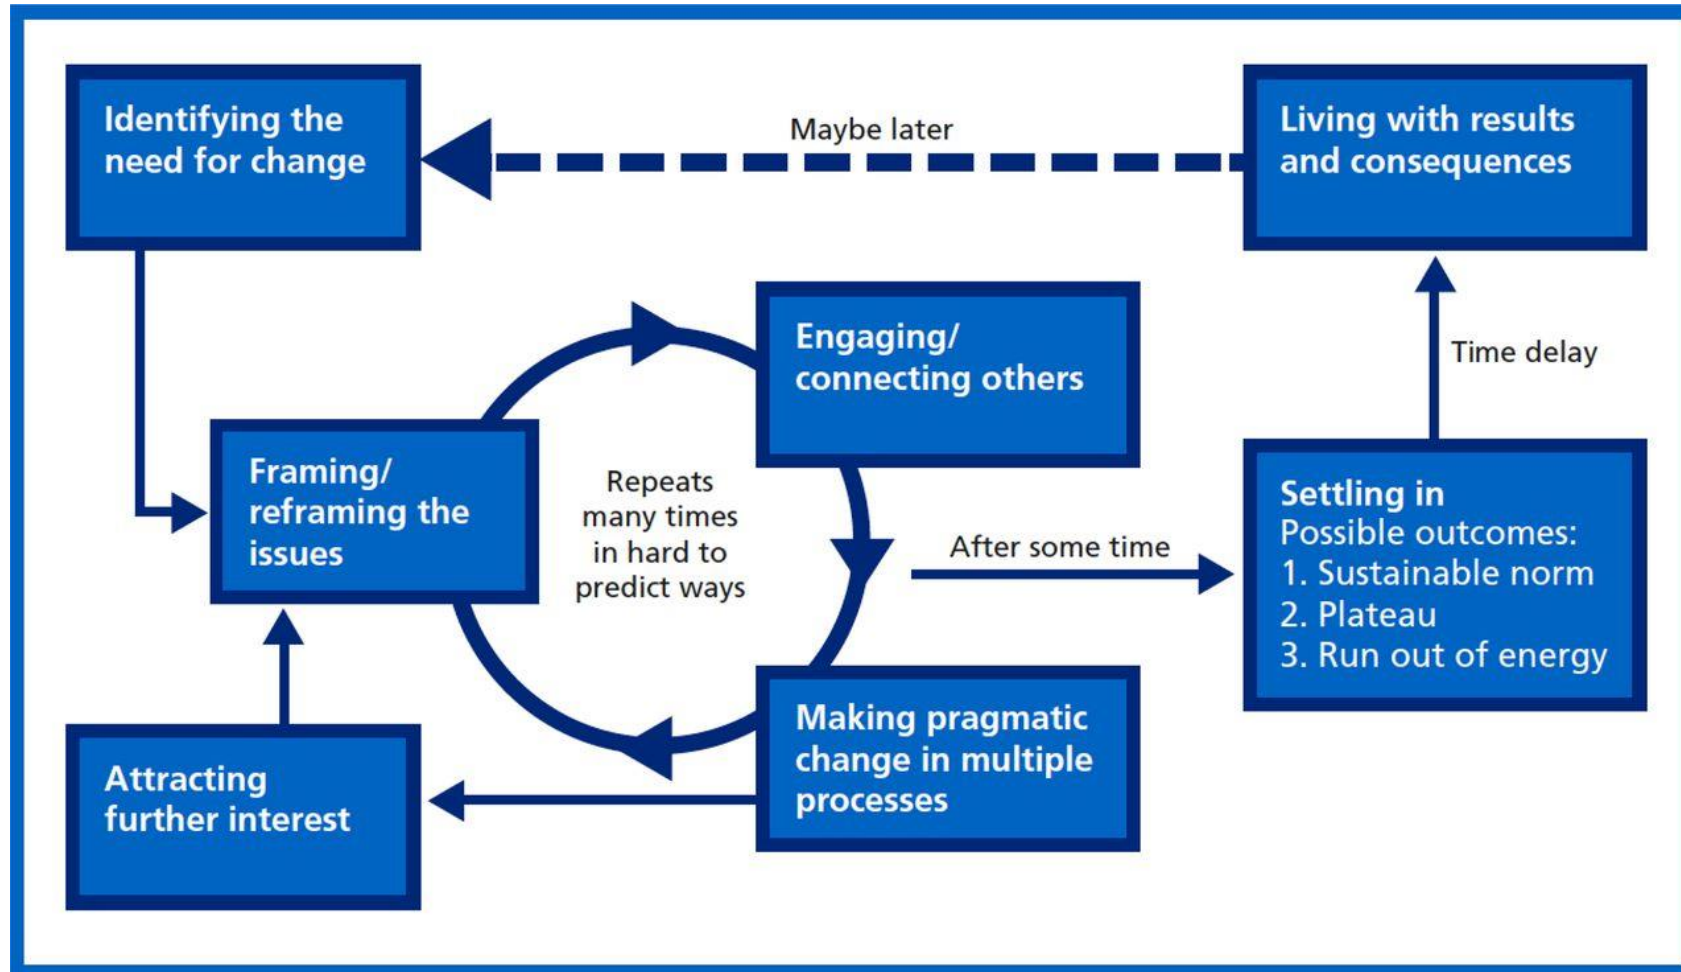 Identifying the
need for change
Maybe later
Living with results
and consequences
Engaging/
connecting others
Time delay
Framing/
reframing the
issues
Repeats
many times
in hard to
predict ways
After some time
Settling in
Possible outcomes:
1. Sustainable norm
2. Plateau
3. Run out of energy
Making pragmatic
change in multiple
processes
Attracting
further interest